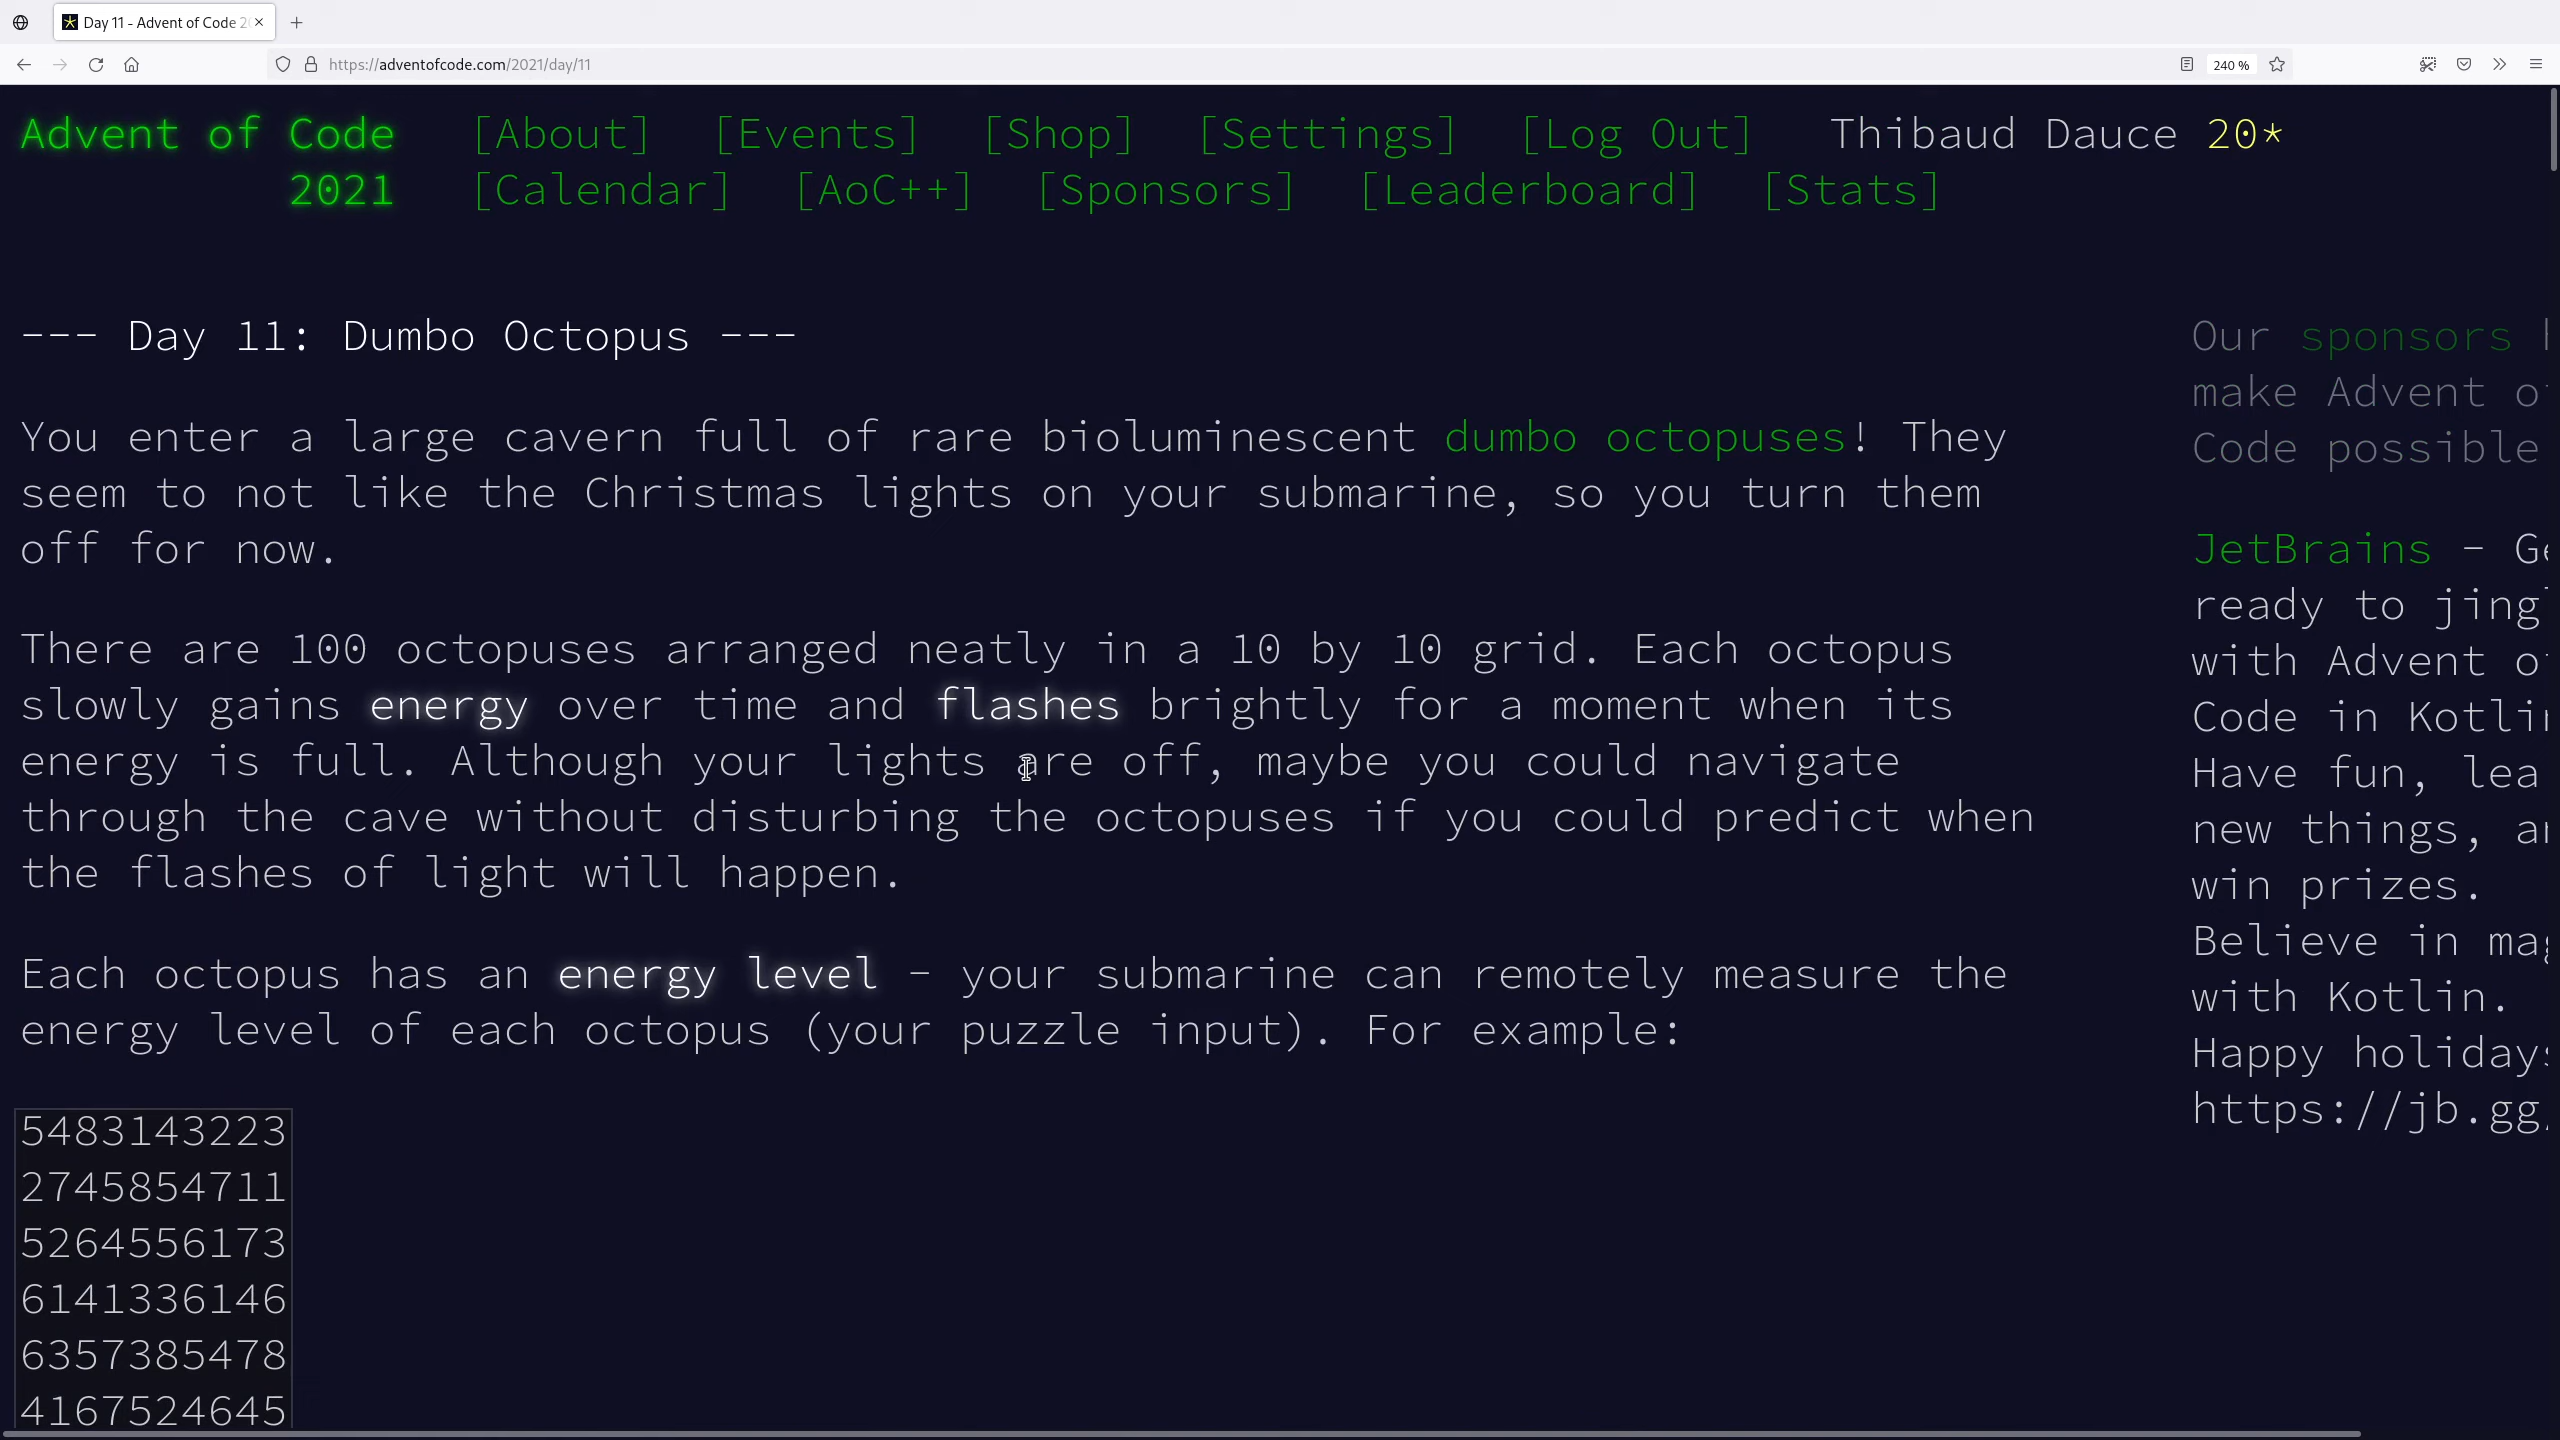 Day 11 - Advent of Code 2
https://adventofcode.com/2021/day/11
240 %
Advent of Code [About] [Events] [Shop] [Settings] [Log Out] Thibaud Dauce 20*
2021 [Calendar] [AoC++] [Sponsors] [Leaderboard] [Stats]
--- Day 11: Dumbo Octopus ---
You enter a large cavern full of rare bioluminescent dumbo octopuses! They
seem to not like the Christmas lights on your submarine, so you turn them
off for now.
There are 100 octopuses arranged neatly in a 10 by 10 grid. Each octopus
slowly gains energy over time and flashes brightly for a moment when its
energy is full. Although your lights are off, maybe you could navigate
through the cave without disturbing the octopuses if you could predict when
the flashes of light will happen.
Each octopus has an energy level - your submarine can remotely measure the
energy level of each octopus (your puzzle input). For example:
5483143223
2745854711
5264556173
6141336146
6357385478
4167524645
Our sponsors
make Advent
Code possible
JetBrains -
ready to
with Advent
Code in
Have fun,
new things,
win prizes.
Believe in
with Kotlin.
Happy
https://jb.gg